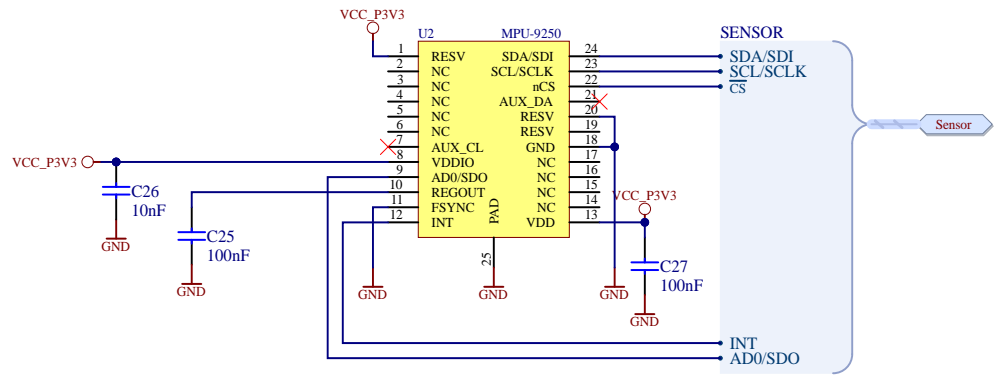 VCC_P3V3
U2 MPU-9250
SENSOR
1 RESV SDA/SDI 24 SDA/SDI
2 NC SCL/SCLK 23 SCL/SCLK
3 NC nCS 22 CS
4 NC AUX_DA 21
5 NC RESV 20 Sensor
6 NC RESV 19
7 AUX_CL GND 18
VCC_P3V3 8 VDDIO NC 17
9 AD0/SDO NC 16
10 REGOUT NC 15
11 FSYNC NC 14 VCC_P3V3
12 INT VDD 13
PAD
25
C26
10nF
GND
C25
100nF
GND
GND
GND
GND
C27
100nF
GND
INT
AD0/SDO